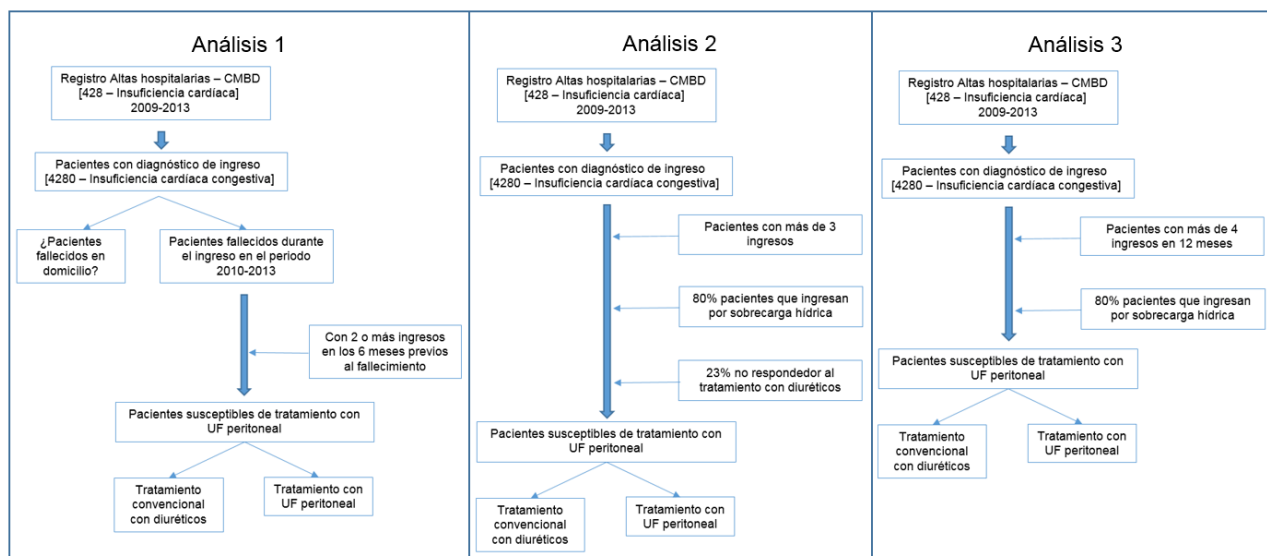 Análisis 1
Registro Altas hospitalarias – CMBD
[428 – Insuficiencia cardíaca]
2009-2013
Pacientes con diagnóstico de ingreso
[4280 – Insuficiencia cardíaca congestiva]
¿Pacientes
fallecidos en
domicilio?
Pacientes fallecidos durante
el ingreso en el periodo
2010-2013
Con 2 o más ingresos
en los 6 meses previos
al fallecimiento
Pacientes susceptibles de tratamiento con
UF peritoneal
Tratamiento
convencional
con diuréticos
Tratamiento con
UF peritoneal
Análisis 2
Registro Altas hospitalarias – CMBD
[428 – Insuficiencia cardíaca]
2009-2013
Pacientes con diagnóstico de ingreso
[4280 – Insuficiencia cardíaca congestiva]
Pacientes con más de 3
ingresos
80% pacientes que ingresan
por sobrecarga hídrica
23% no respondedor al
tratamiento con diuréticos
Pacientes susceptibles de tratamiento con
UF peritoneal
Tratamiento
convencional
con diuréticos
Tratamiento con
UF peritoneal
Análisis 3
Registro Altas hospitalarias – CMBD
[428 – Insuficiencia cardíaca]
2009-2013
Pacientes con diagnóstico de ingreso
[4280 – Insuficiencia cardíaca congestiva]
Pacientes con más de 4
ingresos en 12 meses
80% pacientes que ingresan
por sobrecarga hídrica
Pacientes susceptibles de tratamiento con
UF peritoneal
Tratamiento
convencional
con diuréticos
Tratamiento con
UF peritoneal